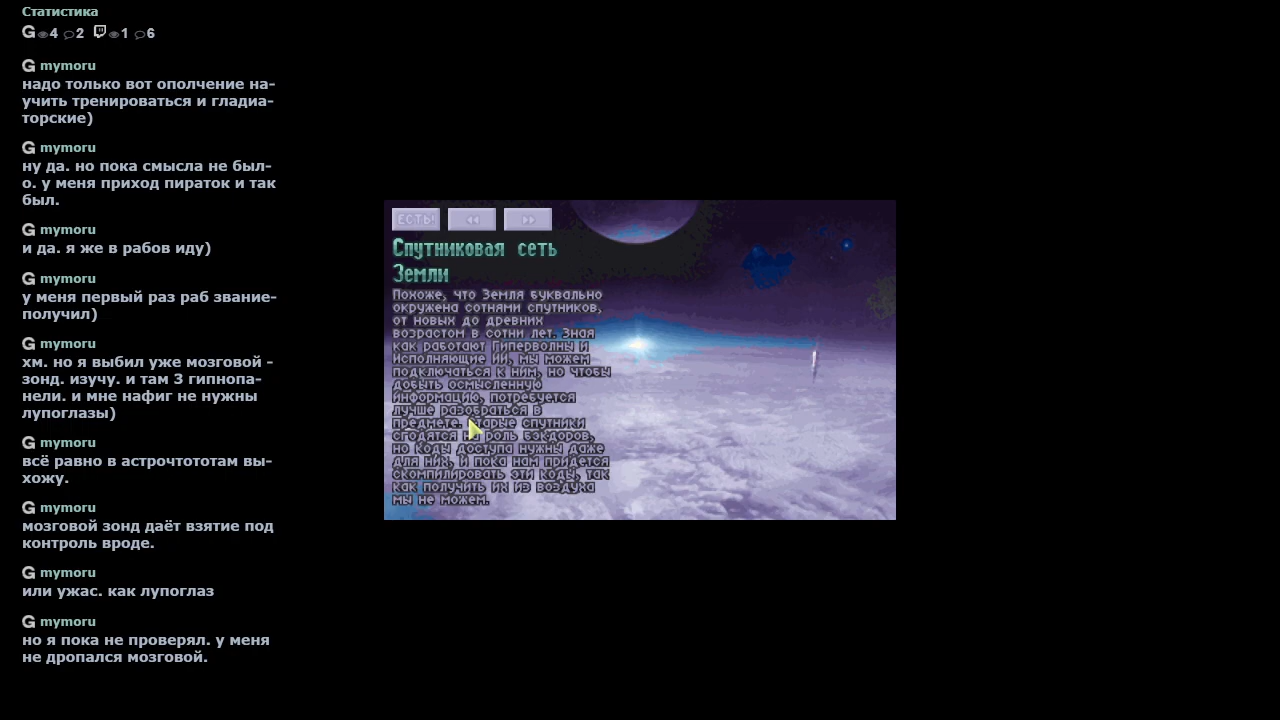 Статистика
4 2 1 6
mymoru
надо только вот ополчение на-
учить тренироваться и гладиа-
торские)
mymoru
ну да. но пока смысла не был-
о. у меня приход пираток и так
был.
mymoru
и да. я же в рабов иду)
mymoru
у меня первый раз раб звание-
получил)
mymoru
хм. но я выбил уже мозговой -
зонд. изучу. и там 3 гипнопа-
нели. и мне нафиг не нужны
лупоглазы)
mymoru
всё равно в астрочтототам вы-
хожу.
mymoru
мозговой зонд даёт взятие под
контроль вроде.
mymoru
или ужас. как лупоглаз
mymoru
но я пока не проверял. у меня
не дропался мозговой.
ЕСТЬ!
Спутниковая сеть
Земли
Похоже, что Земля буквально
окружена сотнями спутников,
от новых до древних
возрастом в сотни лет. Зная
как работают Гиперволны и
Исполняющие ИИ, мы можем
подключаться к ним, но чтобы
добыть осмысленную
информацию, потребуется
лучше разобраться в
предмете. Старые спутники
сгодятся на роль бэкдоров,
но коды доступа нужны даже
для них, и пока нам придется
скомпилировать эти коды, так
как получить их из воздуха
мы не можем.